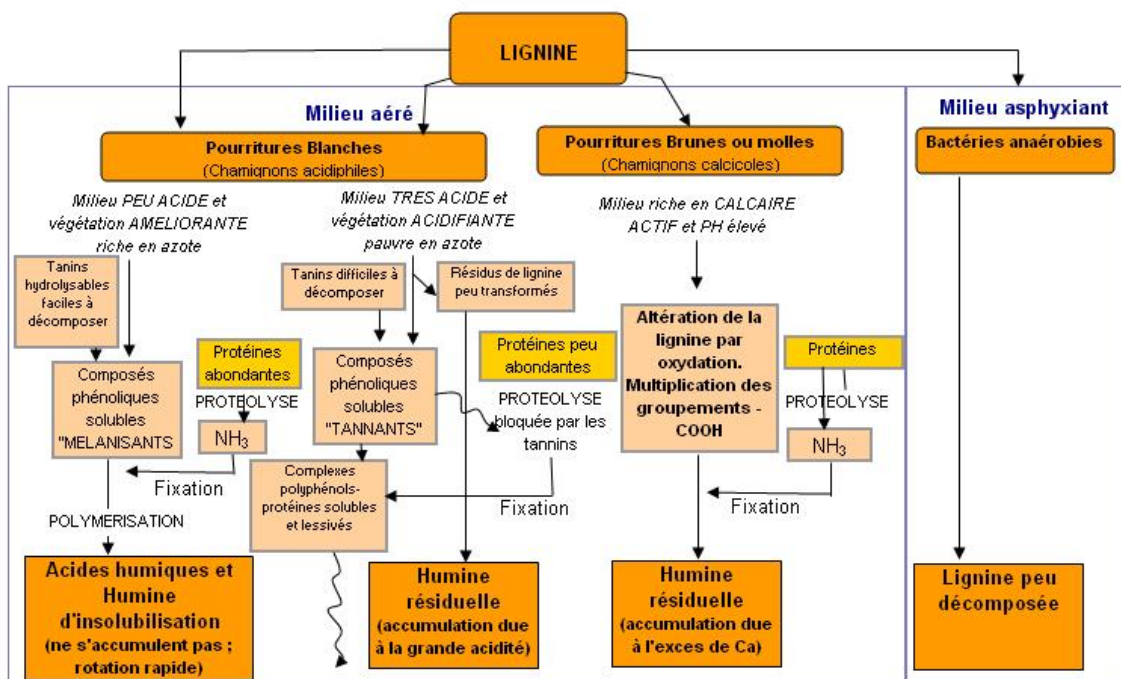 LIGNINE
Milieu aéré
Pourritures Blanches
(Chamignons acidiphiles)
Milieu PEU ACIDE et
végétation AMELIORANTE
riche en azote
Tanins
hydrolysables
faciles à
décomposer
Composés
phénoliques
solubles
"MELANISANTS
Protéines
abondantes
PROTEOLYSE
NH₃
Fixation
POLYMERISATION
Acides humiques et
Humine
d'insolubilisation
(ne s'accumulent pas ;
rotation rapide)
Milieu TRES ACIDE et
végétation ACIDIFIANTE
pauvre en azote
Tanins difficiles à
décomposer
Résidus de lignine
peu transformés
Composés
phénoliques
solubles
"TANNANTS"
Protéines peu
abondantes
PROTEOLYSE
bloquée par les
tannins
Fixation
Complexes
polyphénols-
protéines solubles
et lessivés
Humine
résiduelle
(accumulation due
à la grande acidité)
Pourritures Brunes ou molles
(Chamignons calcicoles)
Milieu riche en CALCAIRE
ACTIF et PH élevé
Altération de la
lignine par
oxydation.
Multiplication des
groupements -
COOH
Protéines
PROTEOLYSE
NH₃
Fixation
Humine
résiduelle
(accumulation due
à l'exces de Ca)
Milieu asphyxiant
Bactéries anaérobies
Lignine peu
décomposée